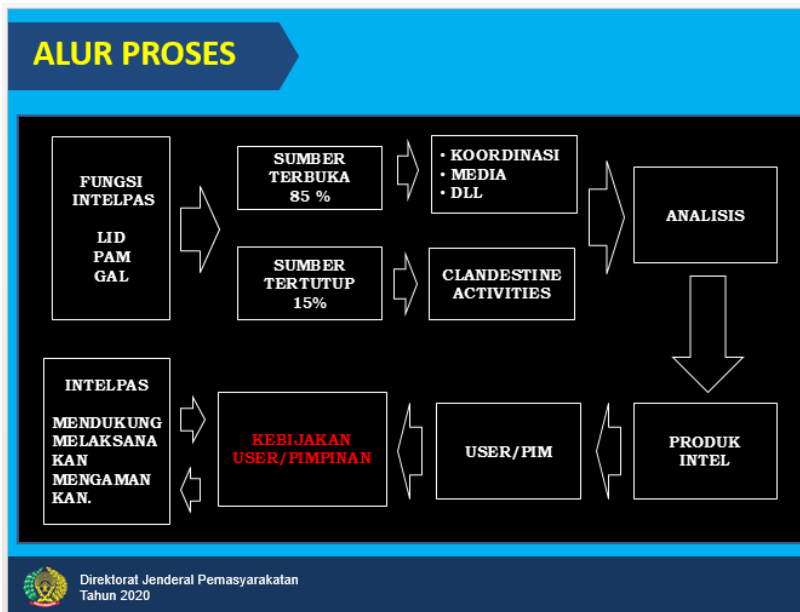 ALUR PROSES
FUNGSI
INTELPAS
LID
PAM
GAL
SUMBER
TERBUKA
85 %
• KOORDINASI
• MEDIA
• DLL
SUMBER
TERTUTUP
15%
CLANDESTINE
ACTIVITIES
ANALISIS
PRODUK
INTEL
USER/PIM
KEBIJAKAN
USER/PIMPINAN
INTELPAS
MENDUKUNG
MELAKSANA
KAN
MENGAMAN
KAN.
Direktorat Jenderal Pemasyarakatan
Tahun 2020